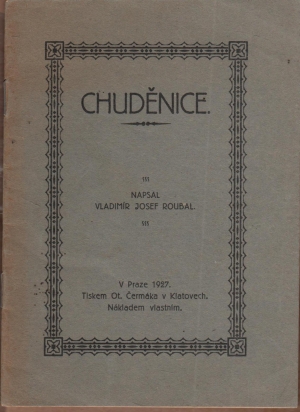 CHUDĚNICE.
NAPSAL
VLADIMÍR JOSEF ROUBAL.
V Praze 1927.
Tiskem Ot. Čermáka v Klatovech.
Nákladem vlastním.